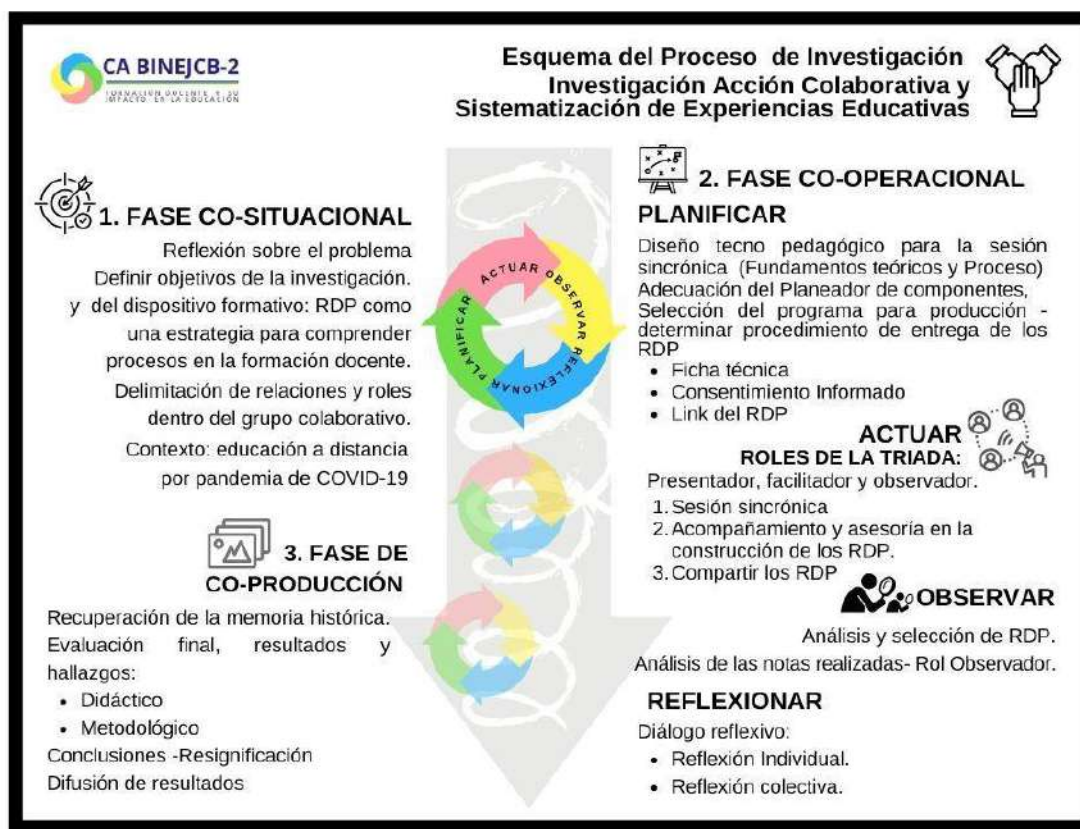 CA BINEJCB-2
FORMACIÓN DOCENTE Y SU
IMPACTO EN LA EDUCACIÓN
Esquema del Proceso de Investigación
Investigación Acción Colaborativa y
Sistematización de Experiencias Educativas
1. FASE CO-SITUACIONAL
Reflexión sobre el problema
Definir objetivos de la investigación.
y del dispositivo formativo: RDP como
una estrategia para comprender
procesos en la formación docente.
Delimitación de relaciones y roles
dentro del grupo colaborativo.
Contexto: educación a distancia
por pandemia de COVID-19
ACTUAR OBSERVAR REFLEXIONAR PLANIFICAR
2. FASE CO-OPERACIONAL
PLANIFICAR
Diseño tecno pedagógico para la sesión
sincrónica (Fundamentos teóricos y Proceso)
Adecuación del Planeador de componentes,
Selección del programa para producción -
determinar procedimiento de entrega de los
RDP
• Ficha técnica
• Consentimiento Informado
• Link del RDP
ACTUAR
ROLES DE LA TRIADA:
Presentador, facilitador y observador.
1. Sesión sincrónica
2. Acompañamiento y asesoría en la
construcción de los RDP.
3. Compartir los RDP
OBSERVAR
Análisis y selección de RDP.
Análisis de las notas realizadas- Rol Observador.
REFLEXIONAR
Diálogo reflexivo:
• Reflexión Individual.
• Reflexión colectiva.
3. FASE DE
CO-PRODUCCIÓN
Recuperación de la memoria histórica.
Evaluación final, resultados y
hallazgos:
• Didáctico
• Metodológico
Conclusiones -Resignificación
Difusión de resultados